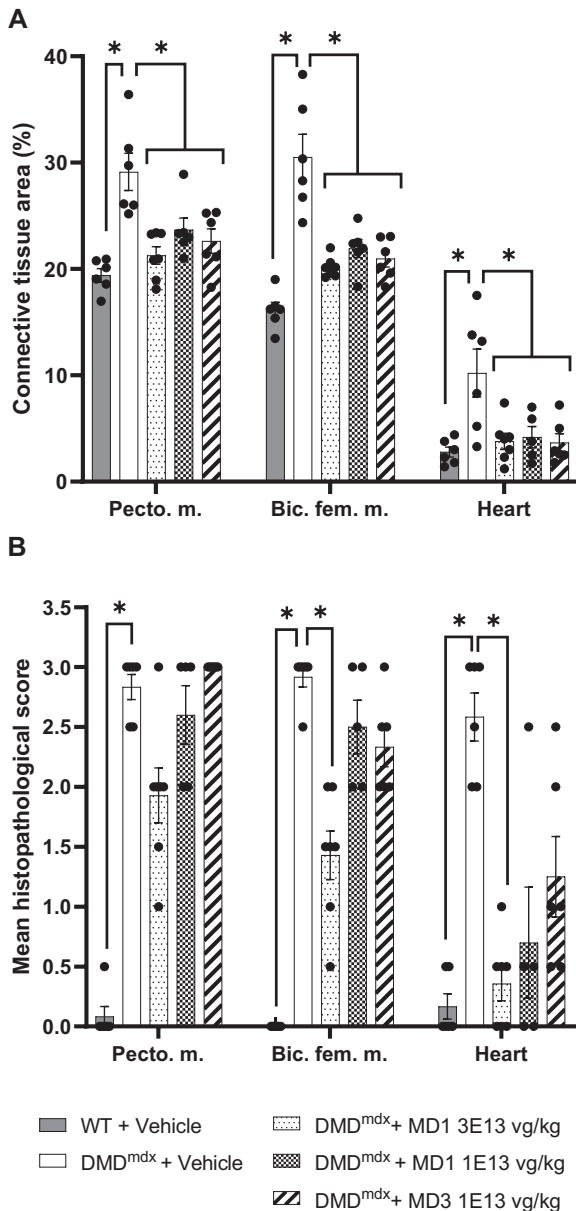 A
* * * * * *
Connective tissue area (%)
40
30
20
10
0
Pecto. m. Bic. fem. m. Heart
B
* * * * *
Mean histopathological score
3.5
3.0
2.5
2.0
1.5
1.0
0.5
0.0
Pecto. m. Bic. fem. m. Heart
WT + Vehicle
DMDmdx + Vehicle
DMDmdx+ MD1 3E13 vg/kg
DMDmdx + MD1 1E13 vg/kg
DMDmdx+ MD3 1E13 vg/kg